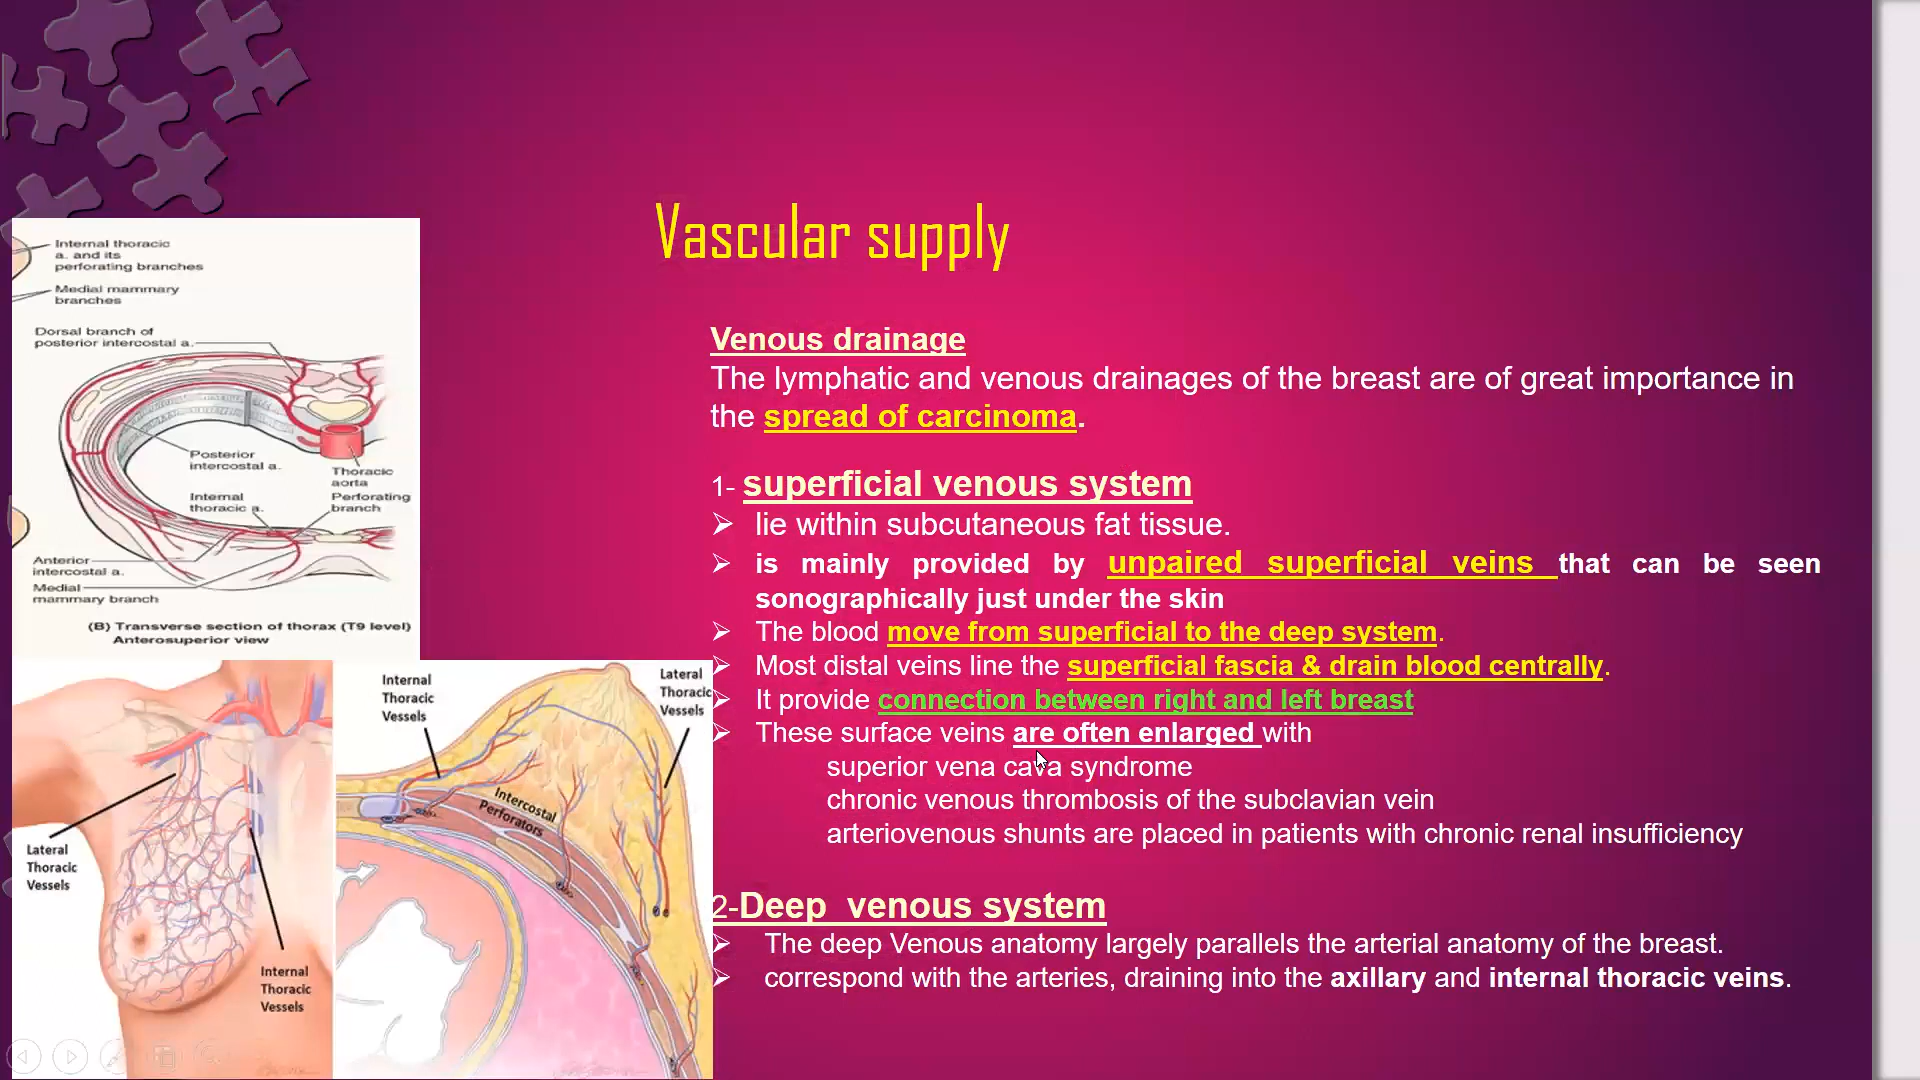 Vascular supply
Internal thoracic
a. and its
perforating branches
Medial mammary
branches
Dorsal branch of
posterior intercostal a.
Posterior
intercostal a.
Thoracic
aorta
Internal
thoracic a.
Perforating
branch
Anterior
intercostal a.
Medial
mammary branch
(B) Transverse section of thorax (T9 level)
Anterosuperior view
Lateral
Thoracic
Vessels
Internal
Thoracic
Vessels
Internal
Thoracic
Vessels
Lateral
Thoracic
Vessels
Intercostal
Perforators
Venous drainage
The lymphatic and venous drainages of the breast are of great importance in
the spread of carcinoma.
1- superficial venous system
➢ lie within subcutaneous fat tissue.
➢ is mainly provided by unpaired superficial veins that can be seen
sonographically just under the skin
➢ The blood move from superficial to the deep system.
➢ Most distal veins line the superficial fascia & drain blood centrally.
➢ It provide connection between right and left breast
➢ These surface veins are often enlarged with
superior vena cava syndrome
chronic venous thrombosis of the subclavian vein
arteriovenous shunts are placed in patients with chronic renal insufficiency
2-Deep venous system
➢ The deep Venous anatomy largely parallels the arterial anatomy of the breast.
➢ correspond with the arteries, draining into the axillary and internal thoracic veins.